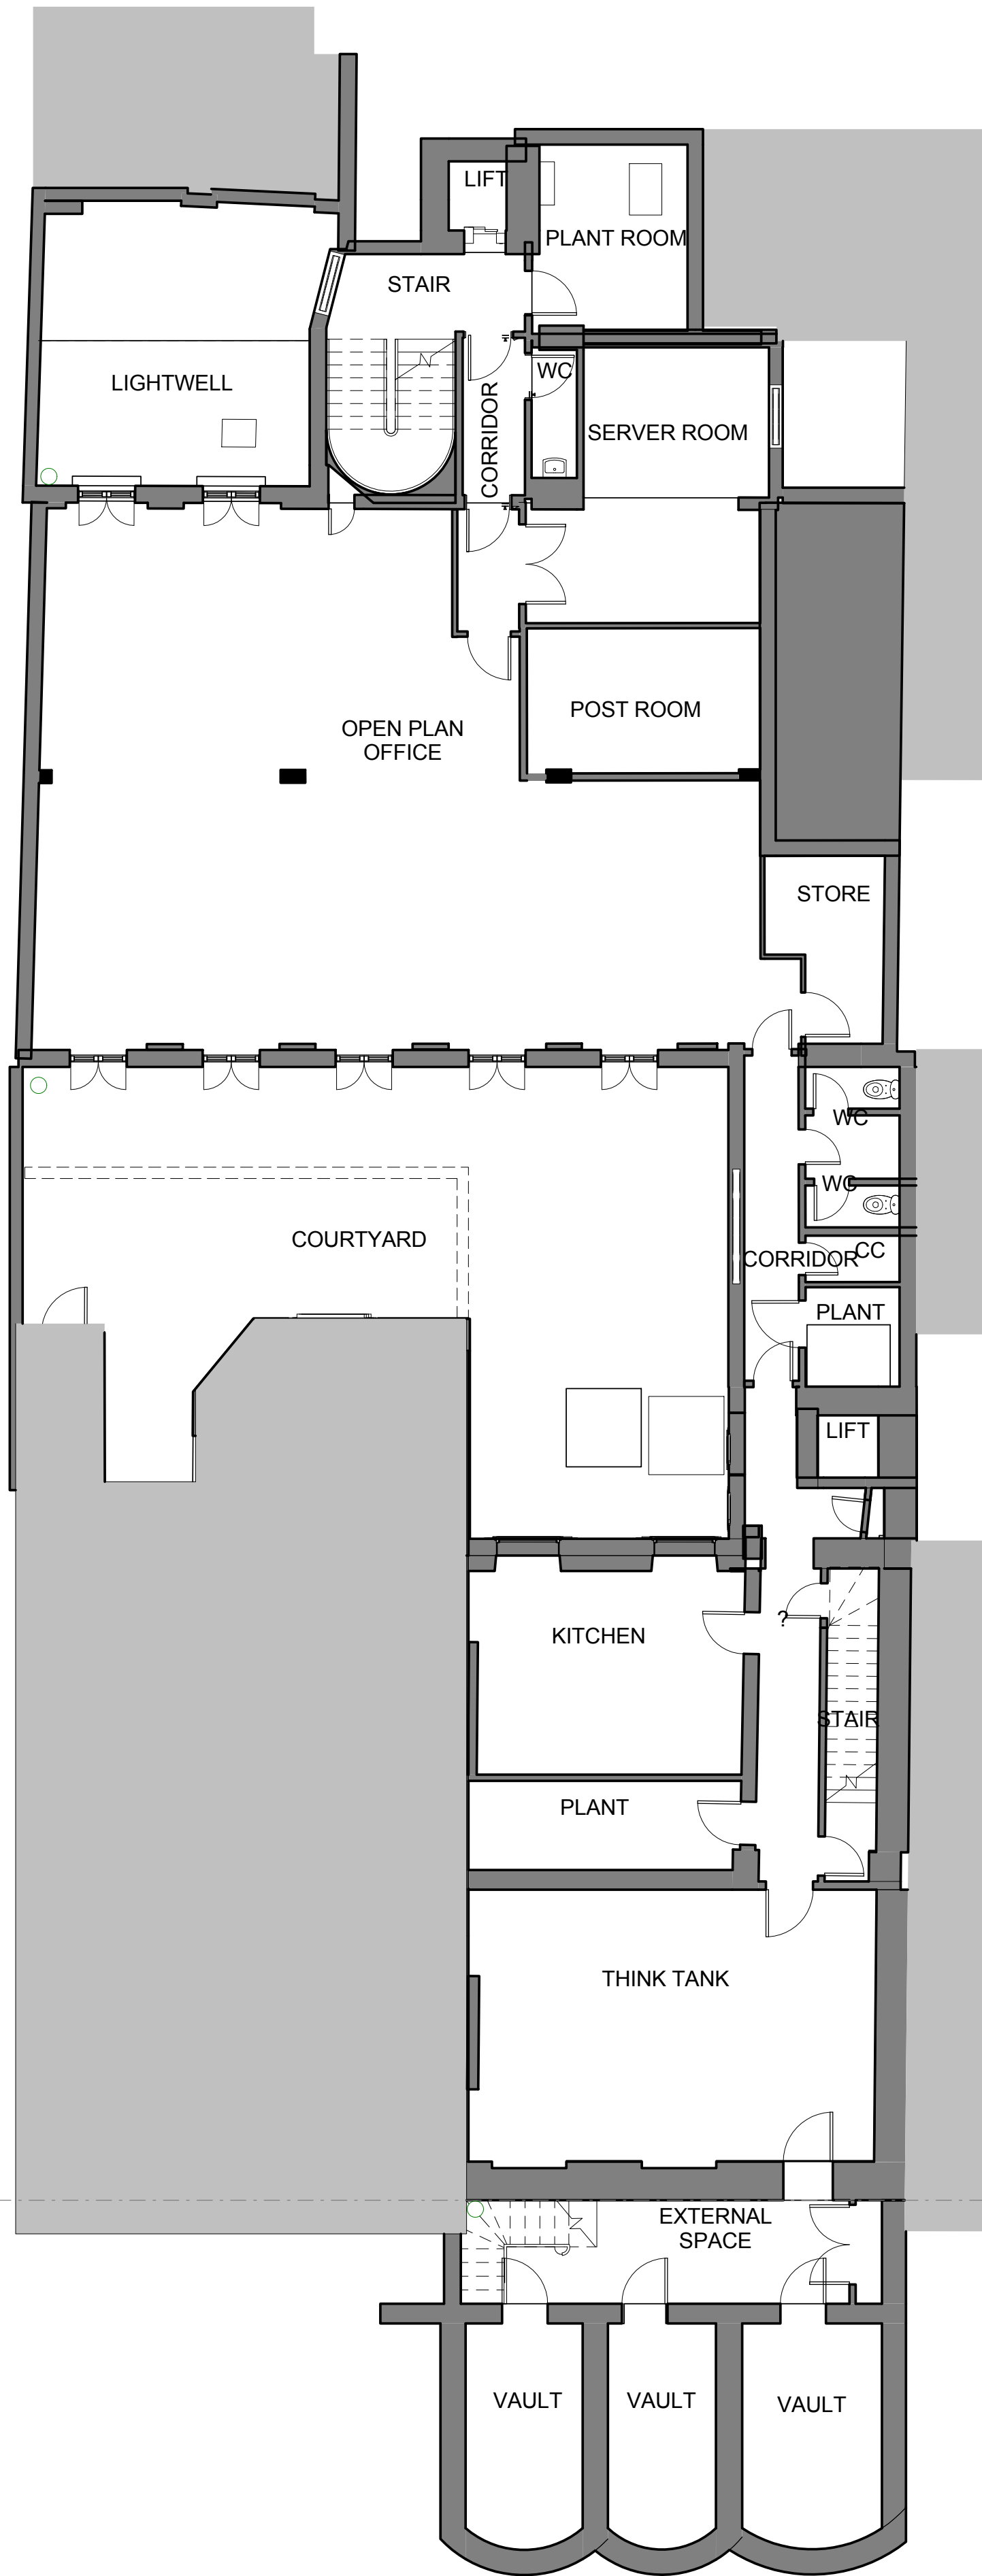 LIFT
PLANT ROOM
STAIR
WC
LIGHTWELL
CORRIDOR
SERVER ROOM
POST ROOM
OPEN PLAN
OFFICE
STORE
WC
WC
COURTYARD
CORRIDOR
CC
PLANT
LIFT
?
KITCHEN
STAIR
PLANT
THINK TANK
EXTERNAL
SPACE
VAULT
VAULT
VAULT